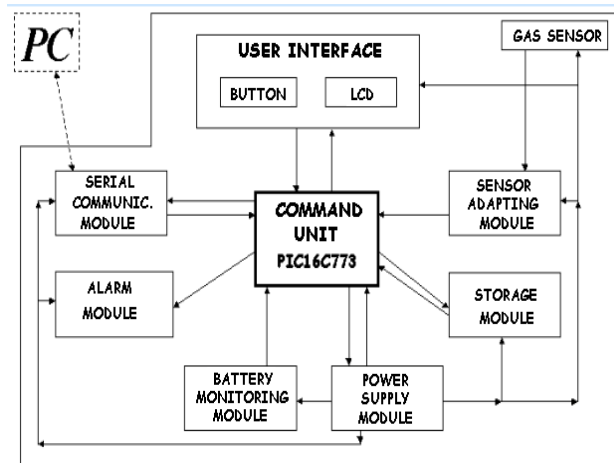 PC
GAS SENSOR
USER INTERFACE
BUTTON
LCD
SERIAL
COMMUNIC.
MODULE
COMMAND
UNIT
PIC16C773
SENSOR
ADAPTING
MODULE
ALARM
MODULE
STORAGE
MODULE
BATTERY
MONITORING
MODULE
POWER
SUPPLY
MODULE